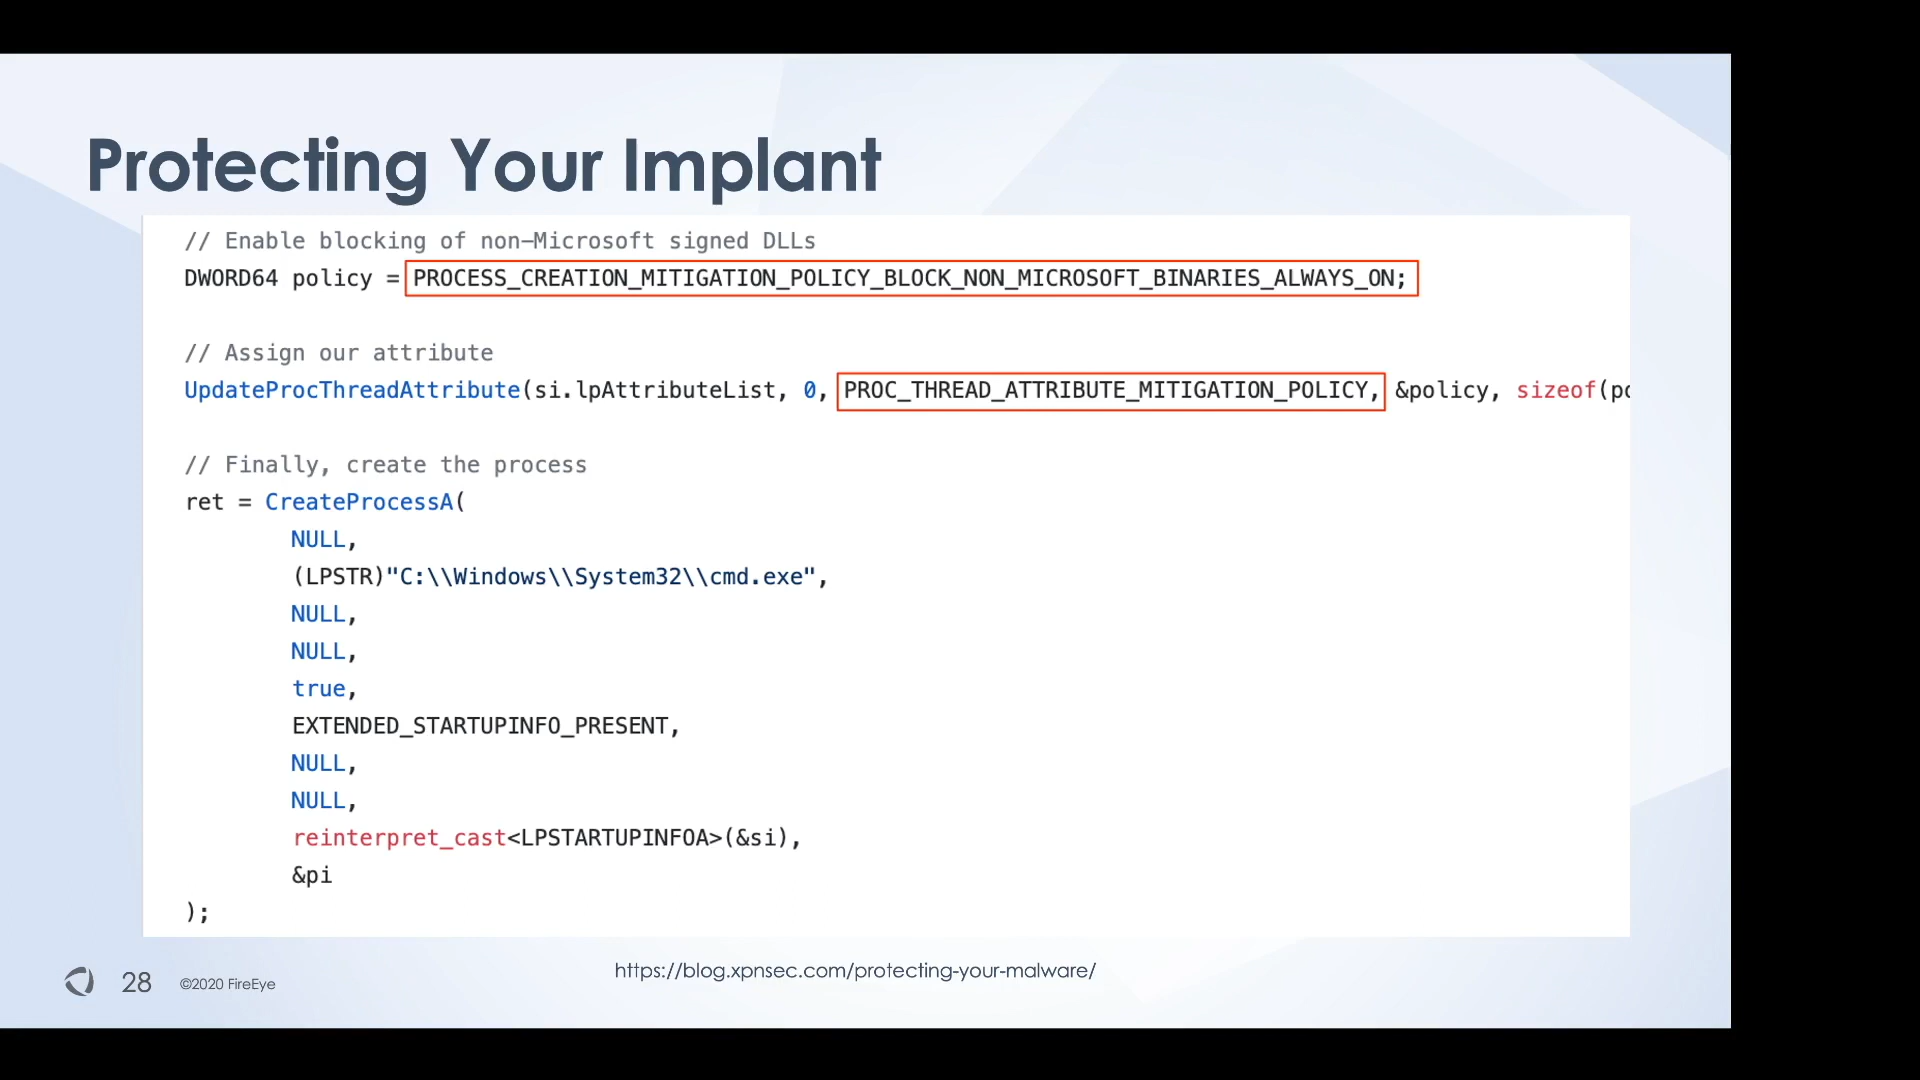 Protecting Your Implant
// Enable blocking of non-Microsoft signed DLLs
DWORD64 policy = PROCESS_CREATION_MITIGATION_POLICY_BLOCK_NON_MICROSOFT_BINARIES_ALWAYS_ON;
// Assign our attribute
UpdateProcThreadAttribute(si.lpAttributeList, 0, PROC_THREAD_ATTRIBUTE_MITIGATION_POLICY, &policy, sizeof(po
// Finally, create the process
ret = CreateProcessA(
NULL,
(LPSTR)"C:\\Windows\\System32\\cmd.exe",
NULL,
NULL,
true,
EXTENDED_STARTUPINFO_PRESENT,
NULL,
NULL,
reinterpret_cast<LPSTARTUPINFOA>(&si),
&pi
);
https://blog.xpnsec.com/protecting-your-malware/
28 ©2020 FireEye